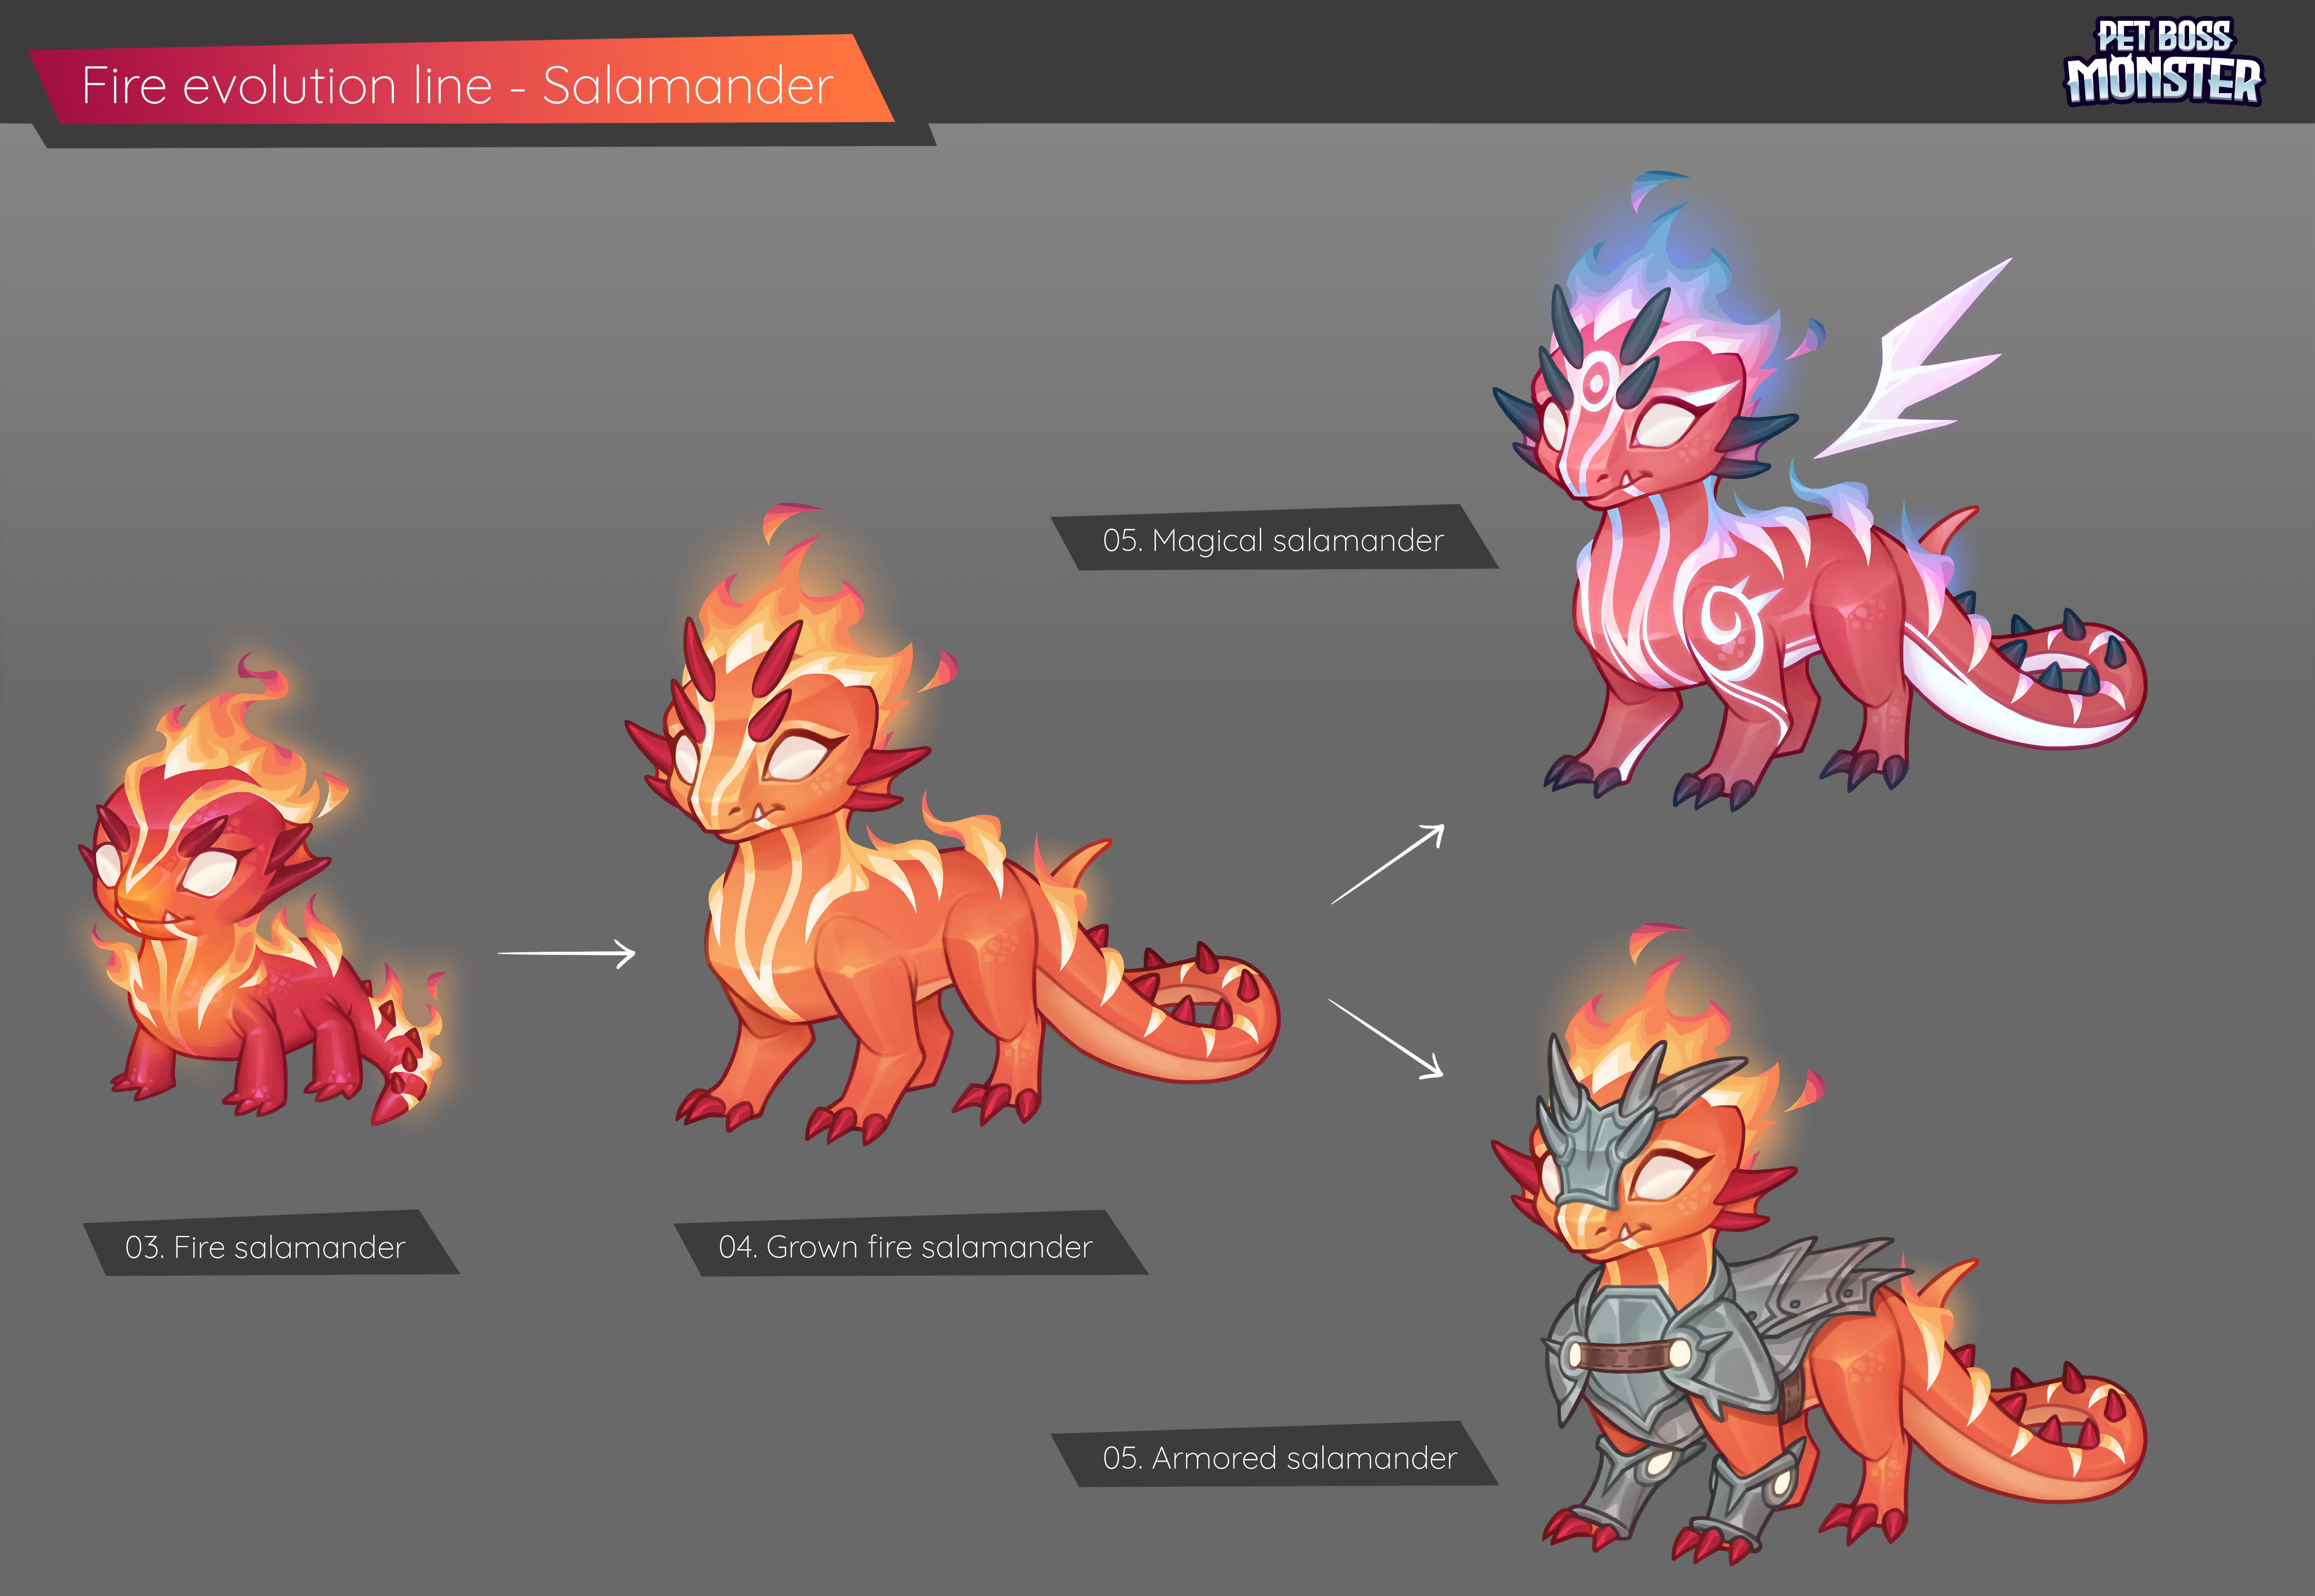 Fire evolution line - Salamander
PET BOSS
MONSTER
05. Magical salamander
03. Fire salamander
04. Grown fire salamander
05. Armored salamander